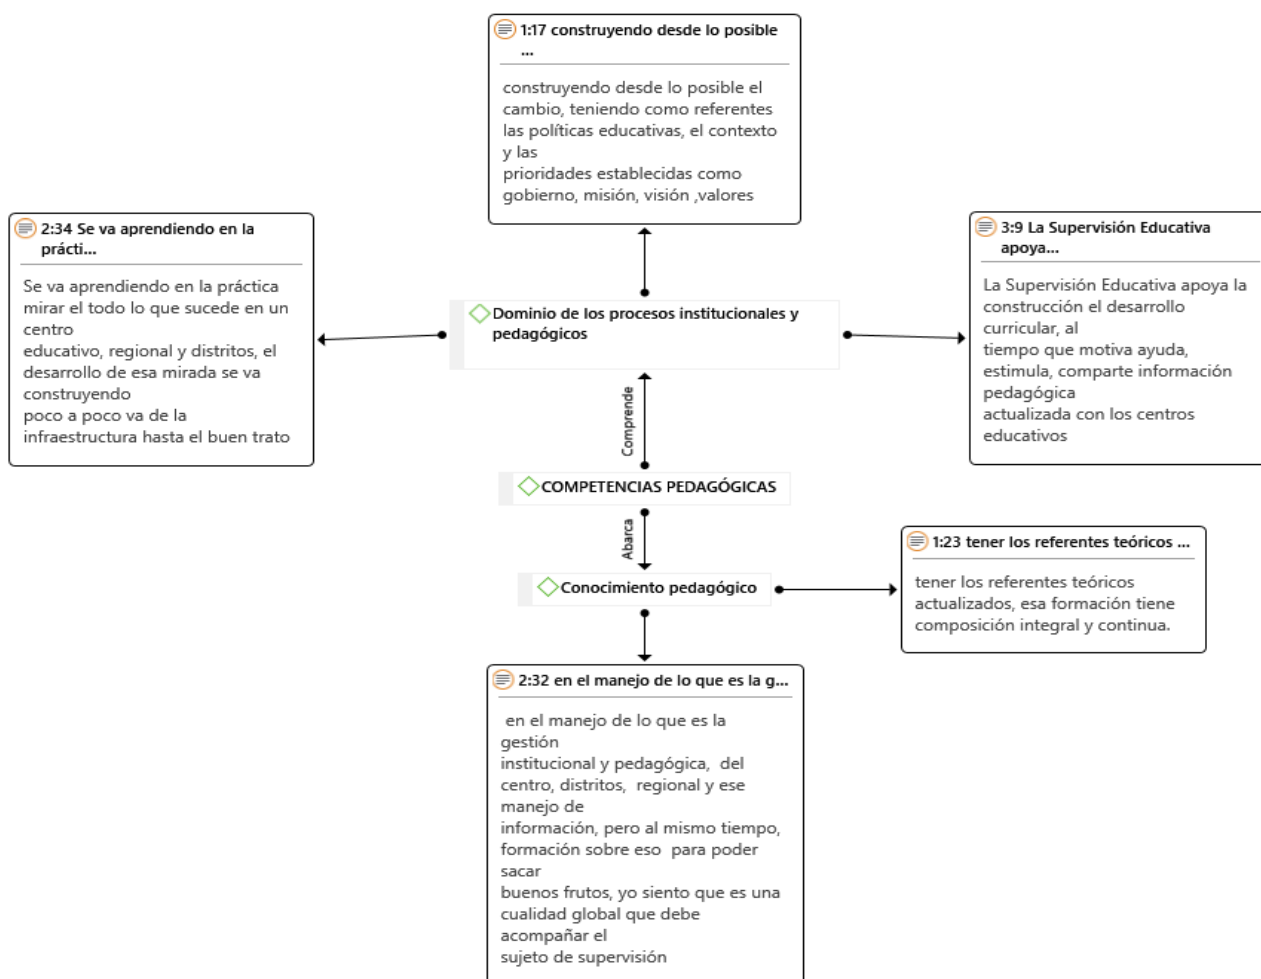 1:17 construyendo desde lo posible
...
construyendo desde lo posible el
cambio, teniendo como referentes
las políticas educativas, el contexto
y las
prioridades establecidas como
gobierno, misión, visión ,valores
2:34 Se va aprendiendo en la
prácti...
Se va aprendiendo en la práctica
mirar el todo lo que sucede en un
centro
educativo, regional y distritos, el
desarrollo de esa mirada se va
construyendo
poco a poco va de la
infraestructura hasta el buen trato
Dominio de los procesos institucionales y
pedagógicos
3:9 La Supervisión Educativa
apoya...
La Supervisión Educativa apoya la
construcción el desarrollo
curricular, al
tiempo que motiva ayuda,
estimula, comparte información
pedagógica
actualizada con los centros
educativos
Comprende
COMPETENCIAS PEDAGÓGICAS
Abarca
Conocimiento pedagógico
1:23 tener los referentes teóricos ...
tener los referentes teóricos
actualizados, esa formación tiene
composición integral y continua.
2:32 en el manejo de lo que es la g...
en el manejo de lo que es la
gestión
institucional y pedagógica, del
centro, distritos, regional y ese
manejo de
información, pero al mismo tiempo,
formación sobre eso para poder
sacar
buenos frutos, yo siento que es una
cualidad global que debe
acompañar el
sujeto de supervisión